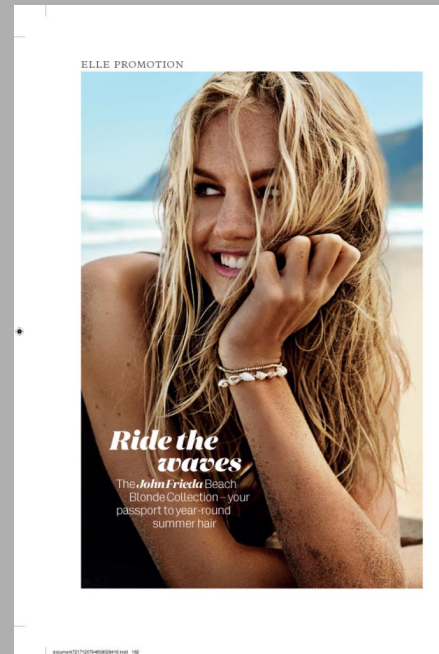 ELLE PROMOTION
Ride the
waves
The John Frieda Beach
Blonde Collection – your
passport to year-round
summer hair